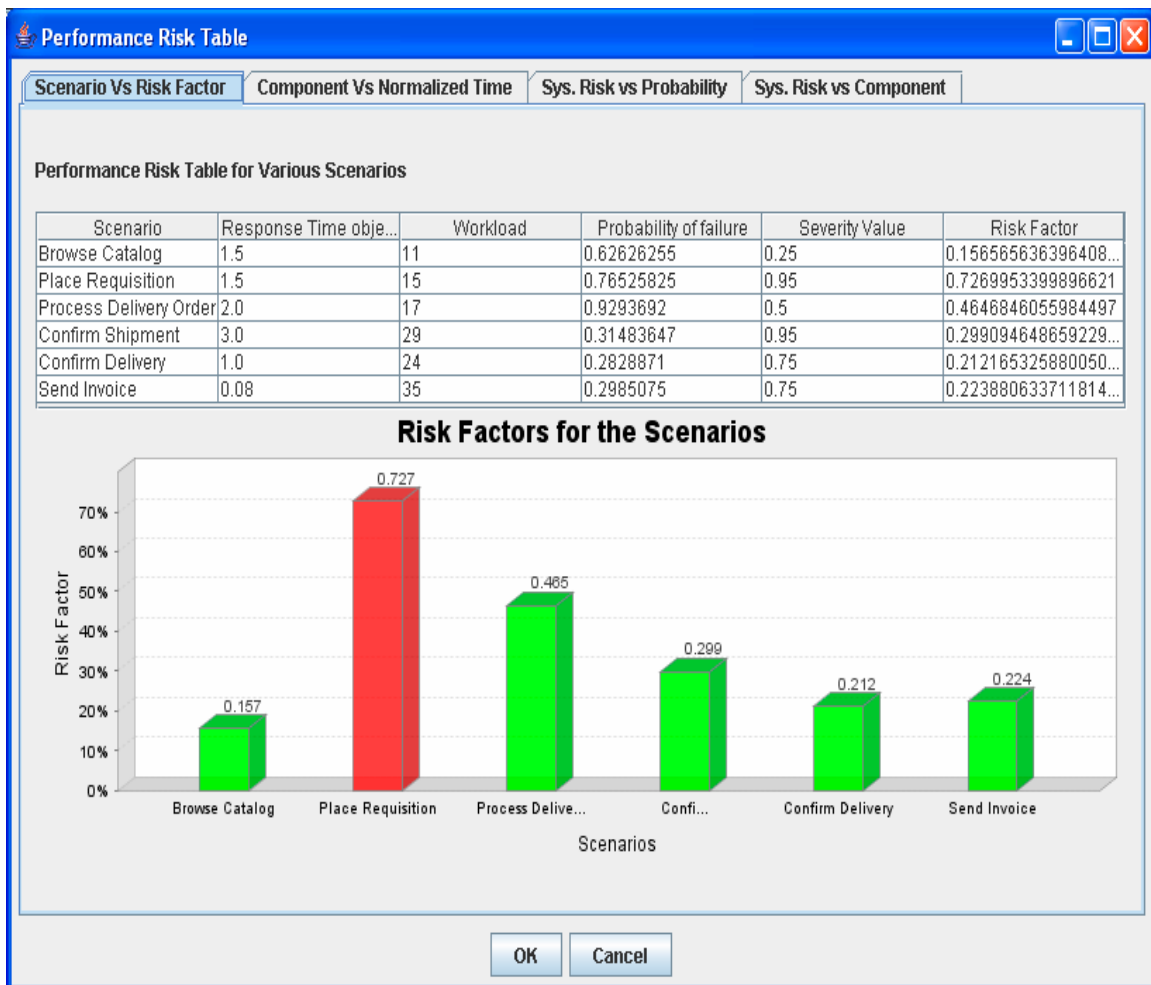 Performance Risk Table
Scenario Vs Risk Factor Component Vs Normalized Time Sys. Risk vs Probability Sys. Risk vs Component
Performance Risk Table for Various Scenarios
Scenario Response Time obje... Workload Probability of failure Severity Value Risk Factor
Browse Catalog 1.5 11 0.62626255 0.25 0.156565636396408...
Place Requisition 1.5 15 0.76525825 0.95 0.7269953399896621
Process Delivery Order 2.0 17 0.9293692 0.5 0.4646846055984497
Confirm Shipment 3.0 29 0.31483647 0.95 0.299094648659229...
Confirm Delivery 1.0 24 0.2828871 0.75 0.212165325880050...
Send Invoice 0.08 35 0.2985075 0.75 0.223880633711814...
Risk Factors for the Scenarios
0.727
70%
60%
0.465
50%
Risk Factor
40%
0.299
30%
0.212
0.224
0.157
20%
10%
0%
Browse Catalog Place Requisition Process Delive... Confi... Confirm Delivery Send Invoice
Scenarios
OK Cancel